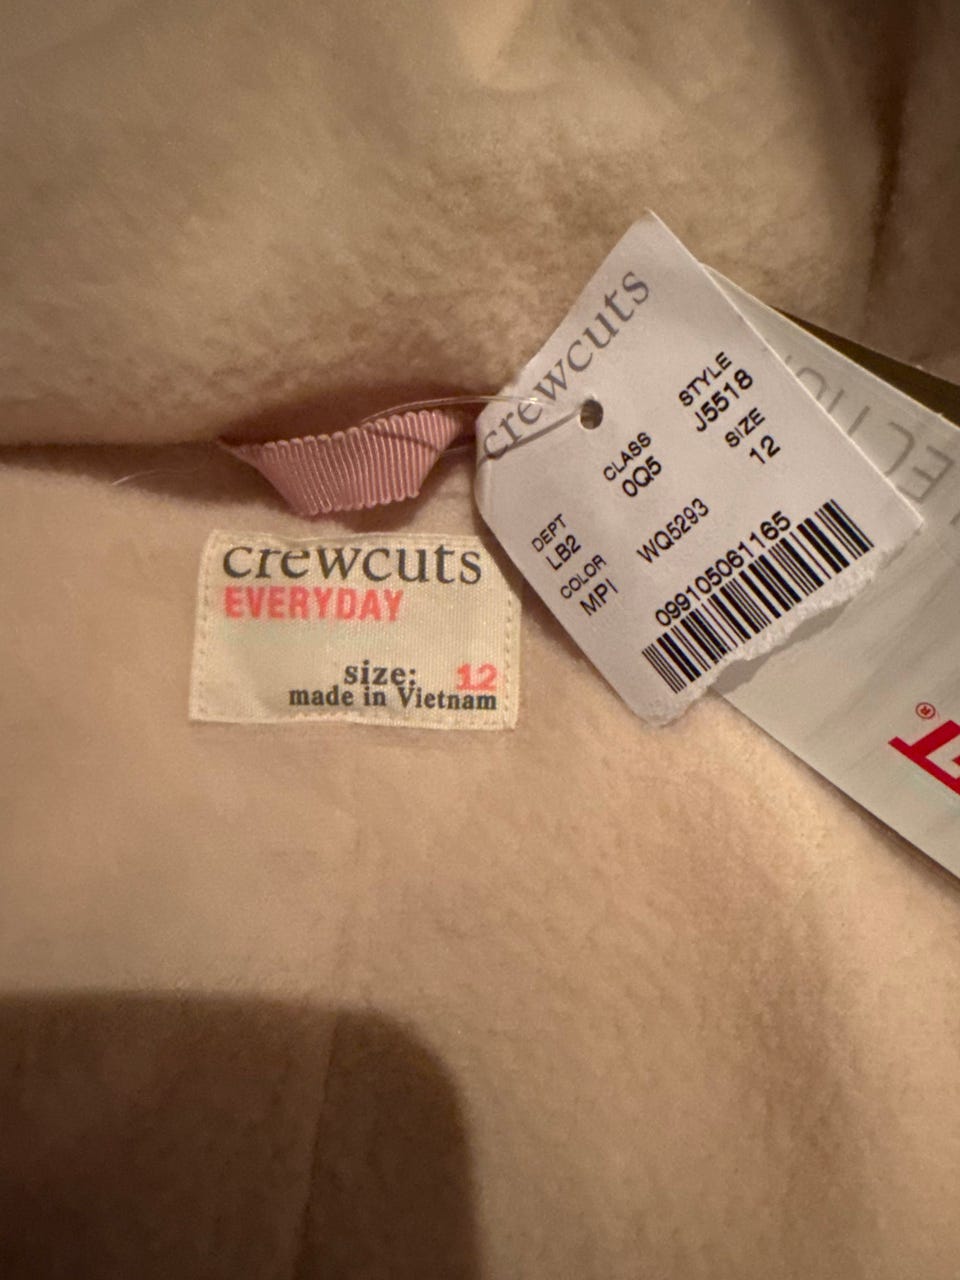 crewcuts
STYLE
J5518
CLASS
0Q5
SIZE
12
DEPT
LB2
COLOR
MPI
WQ5293
099105061165
crewcuts
EVERYDAY
size: 12
made in Vietnam
®